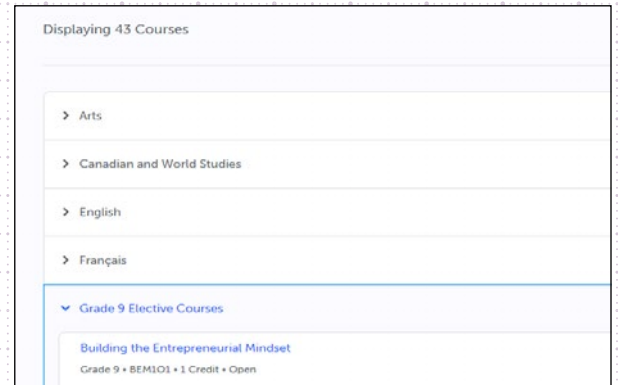 Displaying 43 Courses
Arts
Canadian and World Studies
English
Français
Grade 9 Elective Courses
Building the Entrepreneurial Mindset
Grade 9 • BEM1O1 • 1 Credit • Open